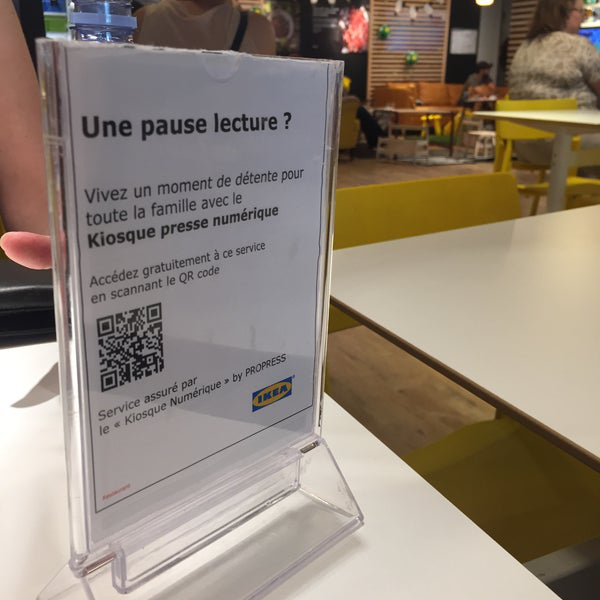 Une pause lecture ?
Vivez un moment de détente pour
toute la famille avec le
Kiosque presse numérique
Accédez gratuitement à ce service
en scannant le QR code
Service assuré par
le « Kiosque Numérique » by PROPRESS
IKEA
Restaurant